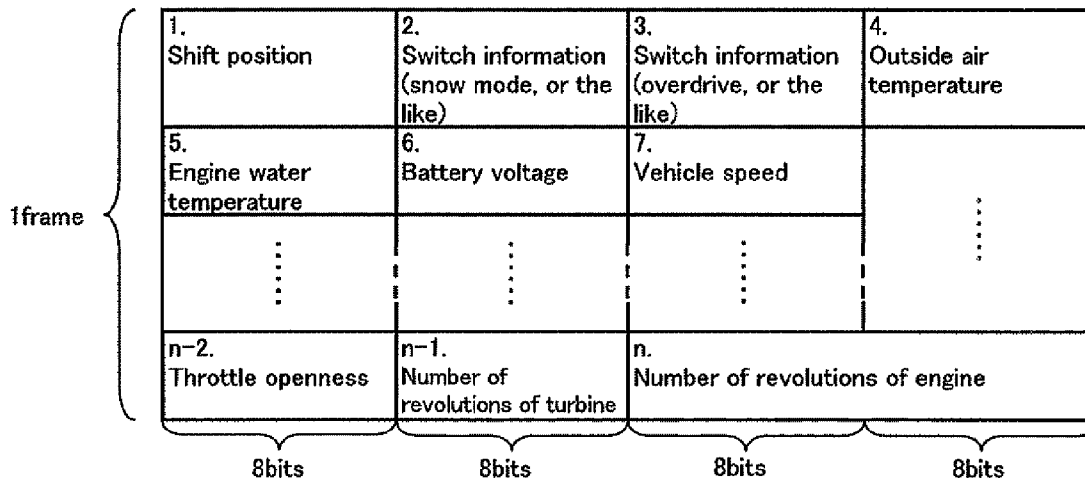 1.
Shift position
2.
Switch information
(snow mode, or the
like)
3.
Switch information
(overdrive, or the
like)
4.
Outside air
temperature
5.
Engine water
temperature
6.
Battery voltage
7.
Vehicle speed
1frame
n-2.
Throttle openness
n-1.
Number of
revolutions of turbine
n.
Number of revolutions of engine
8bits
8bits
8bits
8bits